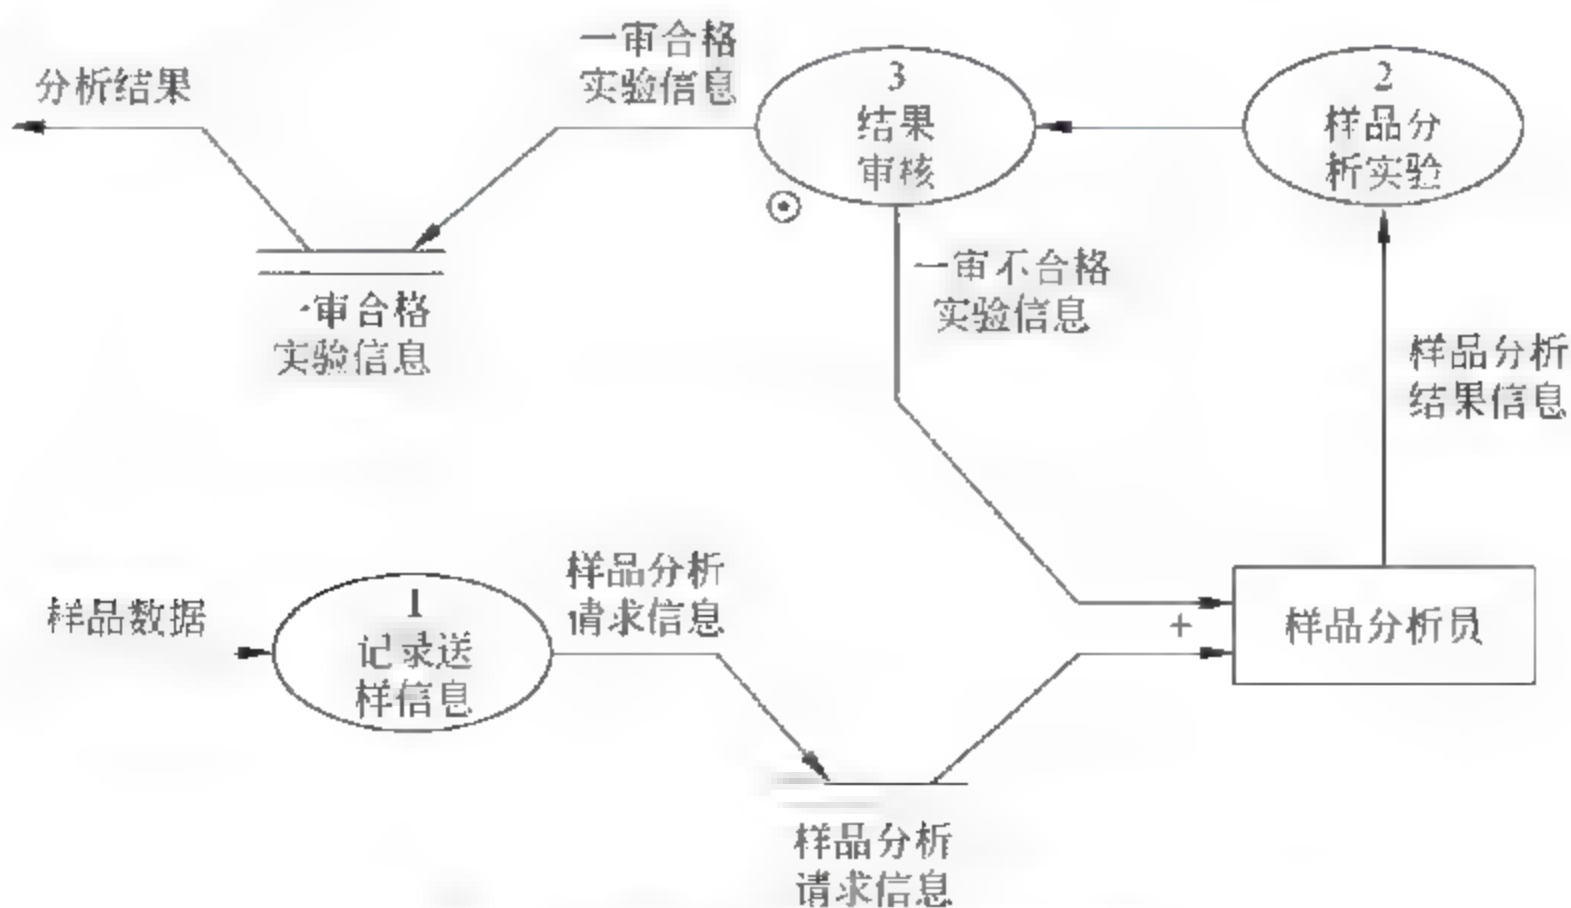 一审合格
实验信息
分析结果
3
结果
审核
2
样品分
析实验
一审不合格
实验信息
一审合格
实验信息
样品分析
结果信息
样品分析
请求信息
样品数据
1
记录送
样信息
+
样品分析员
样品分析
请求信息